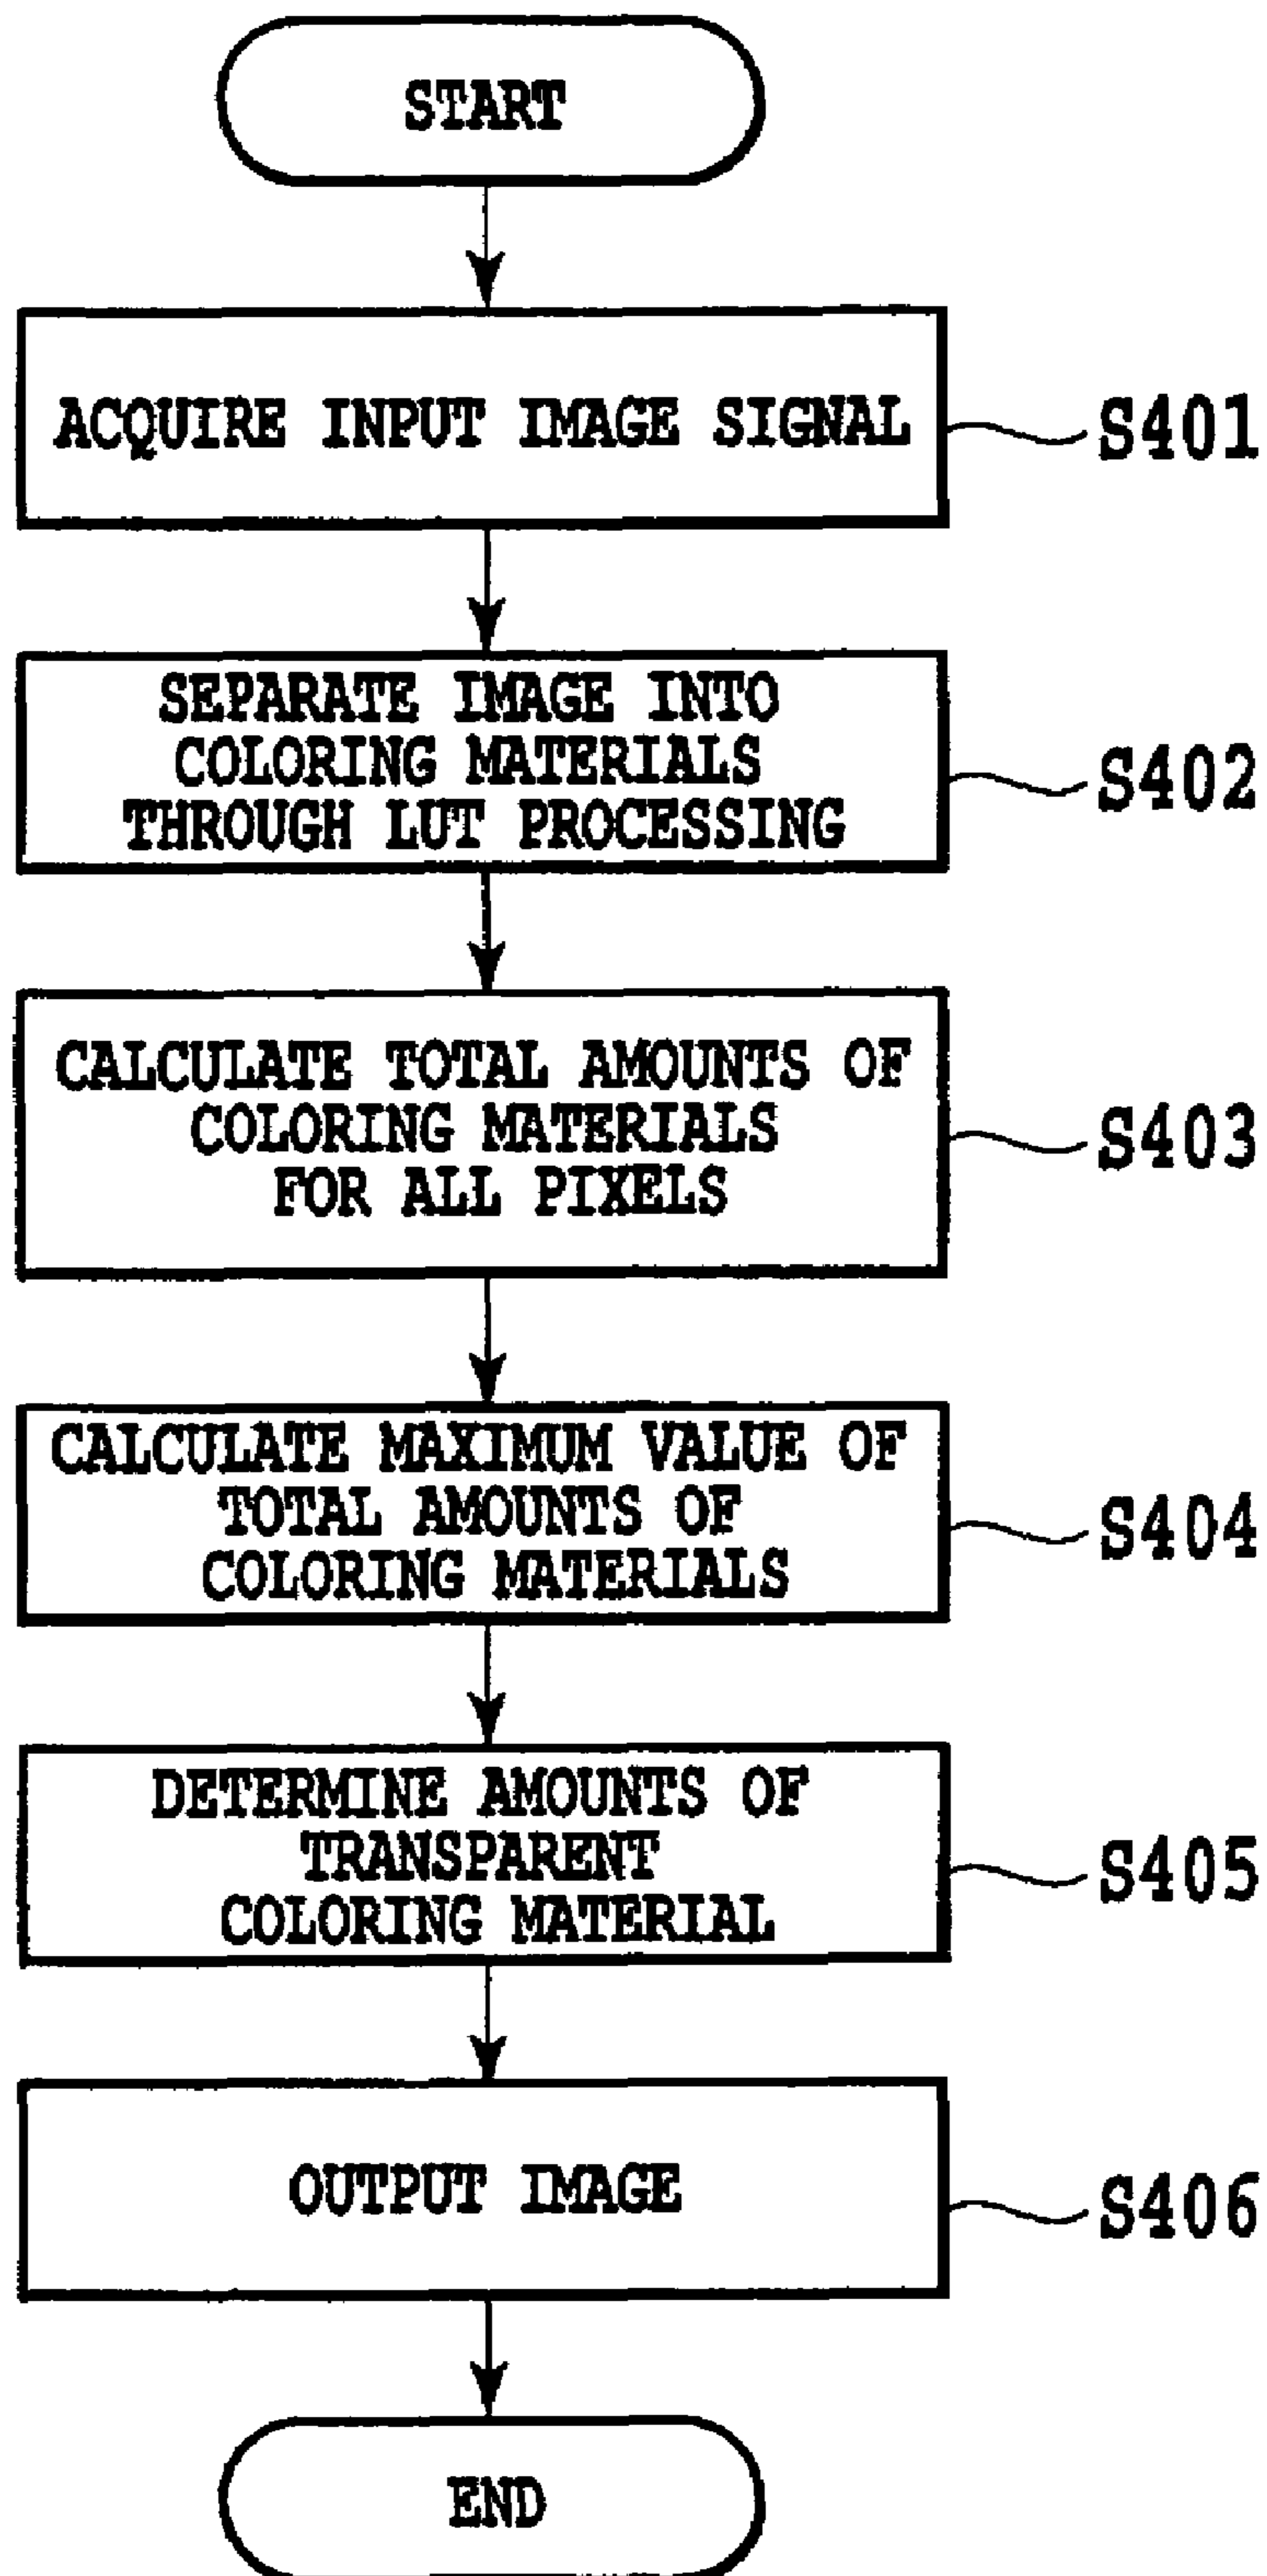 START
ACQUIRE INPUT IMAGE SIGNAL
S401
SEPARATE IMAGE INTO
COLORING MATERIALS
THROUGH LUT PROCESSING
S402
CALCULATE TOTAL AMOUNTS OF
COLORING MATERIALS
FOR ALL PIXELS
S403
CALCULATE MAXIMUM VALUE OF
TOTAL AMOUNTS OF
COLORING MATERIALS
S404
DETERMINE AMOUNTS OF
TRANSPARENT
COLORING MATERIAL
S405
OUTPUT IMAGE
S406
END